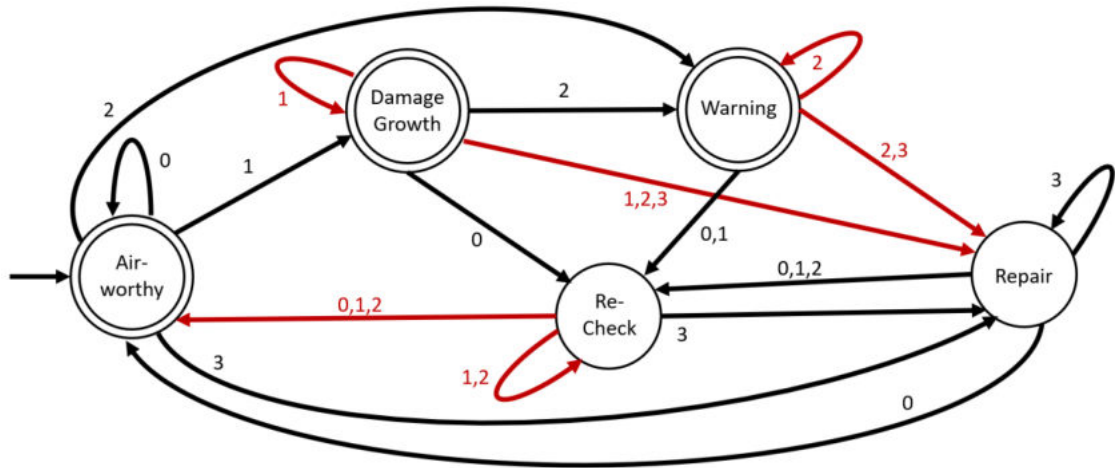 2
0
1
Air-
worthy
1
Damage
Growth
2
Warning
2
2,3
1,2,3
0
0,1
3
Repair
0,1,2
0,1,2
Re-
Check
3
1,2
3
0